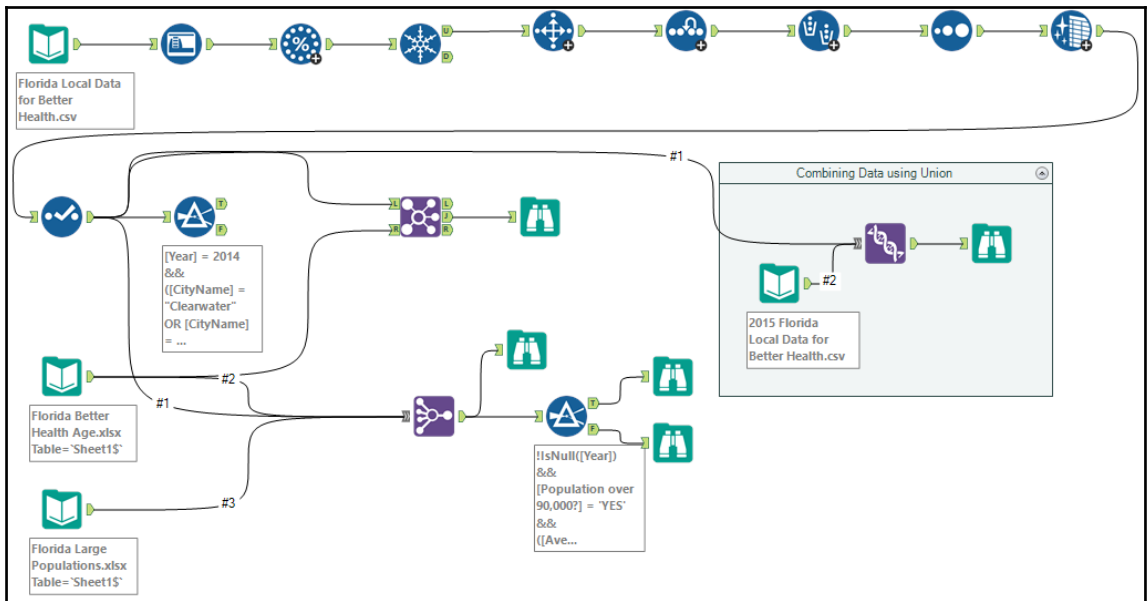 U
D
Florida Local Data
for Better
Health.csv
#1
Combining Data using Union
T
F
L
R
L
J
R
[Year] = 2014
&&
([CityName] =
"Clearwater"
OR [CityName]
= ...
#2
2015 Florida
Local Data for
Better Health.csv
#2
#1
Florida Better
Health Age.xlsx
Table=`Sheet1$`
T
F
!IsNull([Year])
&&
[Population over
90,000?] = 'YES'
&&
([Ave...
#3
Florida Large
Populations.xlsx
Table=`Sheet1$`